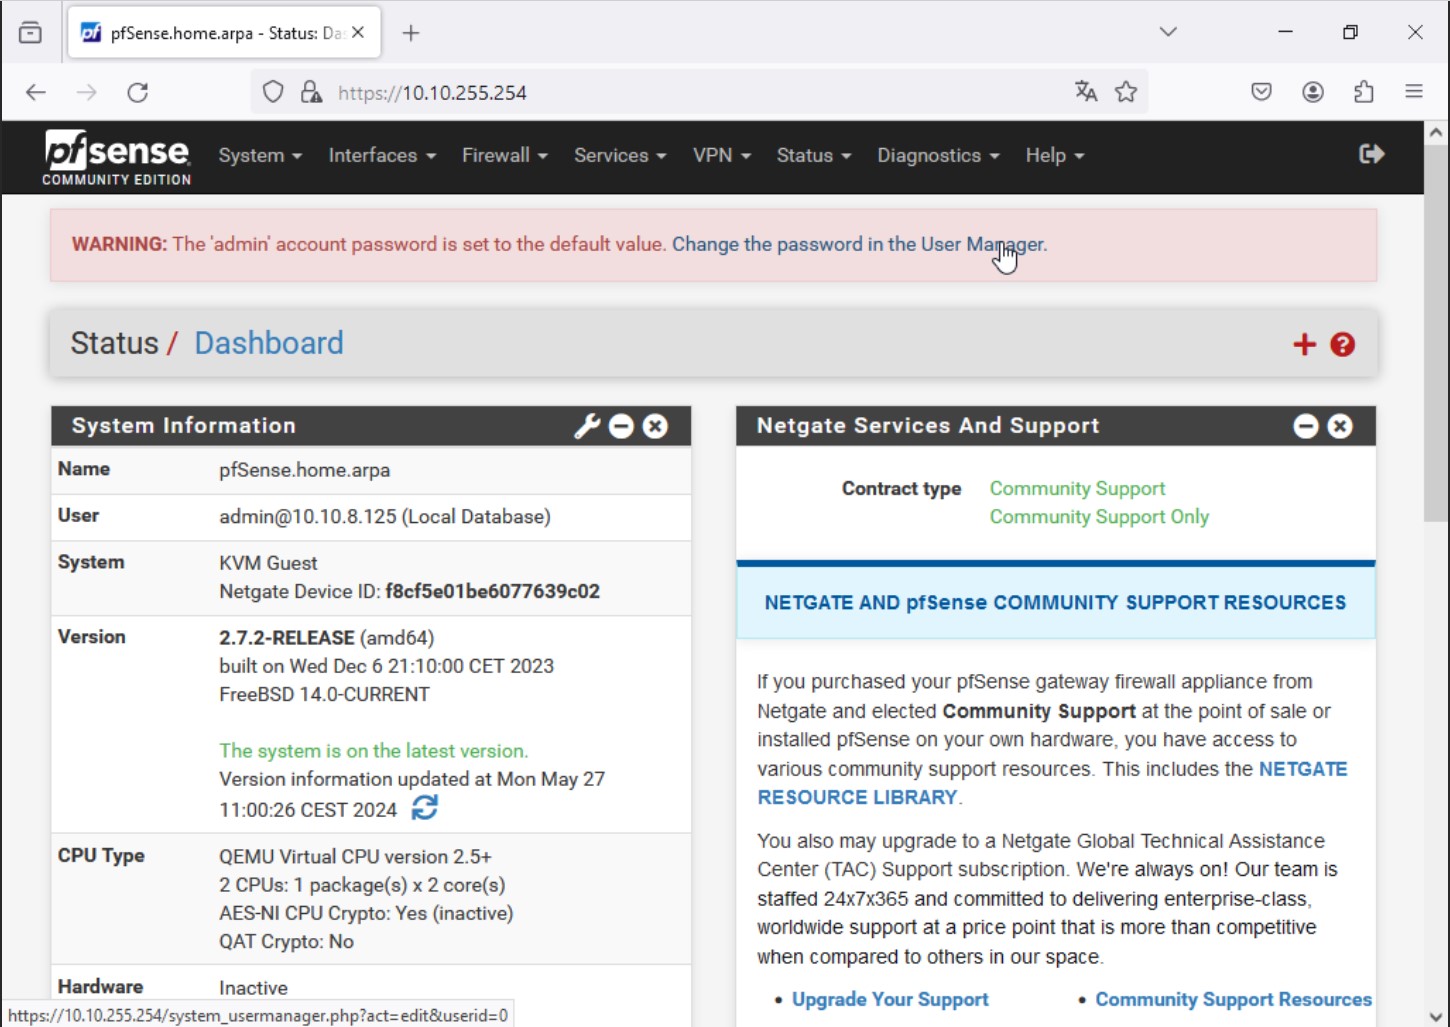 pfSense.home.arpa - Status: Da
https://10.10.255.254
pfsense
COMMUNITY EDITION
System
Interfaces
Firewall
Services
VPN
Status
Diagnostics
Help
WARNING: The 'admin' account password is set to the default value. Change the password in the User Manager.
Status / Dashboard
System Information
Name pfSense.home.arpa
User admin@10.10.8.125 (Local Database)
System KVM Guest
Netgate Device ID: f8cf5e01be6077639c02
Version 2.7.2-RELEASE (amd64)
built on Wed Dec 6 21:10:00 CET 2023
FreeBSD 14.0-CURRENT
The system is on the latest version.
Version information updated at Mon May 27
11:00:26 CEST 2024
CPU Type QEMU Virtual CPU version 2.5+
2 CPUs: 1 package(s) x 2 core(s)
AES-NI CPU Crypto: Yes (inactive)
QAT Crypto: No
Hardware Inactive
Netgate Services And Support
Contract type Community Support
Community Support Only
NETGATE AND pfSense COMMUNITY SUPPORT RESOURCES
If you purchased your pfSense gateway firewall appliance from
Netgate and elected Community Support at the point of sale or
installed pfSense on your own hardware, you have access to
various community support resources. This includes the NETGATE
RESOURCE LIBRARY.
You also may upgrade to a Netgate Global Technical Assistance
Center (TAC) Support subscription. We're always on! Our team is
staffed 24x7x365 and committed to delivering enterprise-class,
worldwide support at a price point that is more than competitive
when compared to others in our space.
• Upgrade Your Support
• Community Support Resources
https://10.10.255.254/system_usermanager.php?act=edit&userid=0